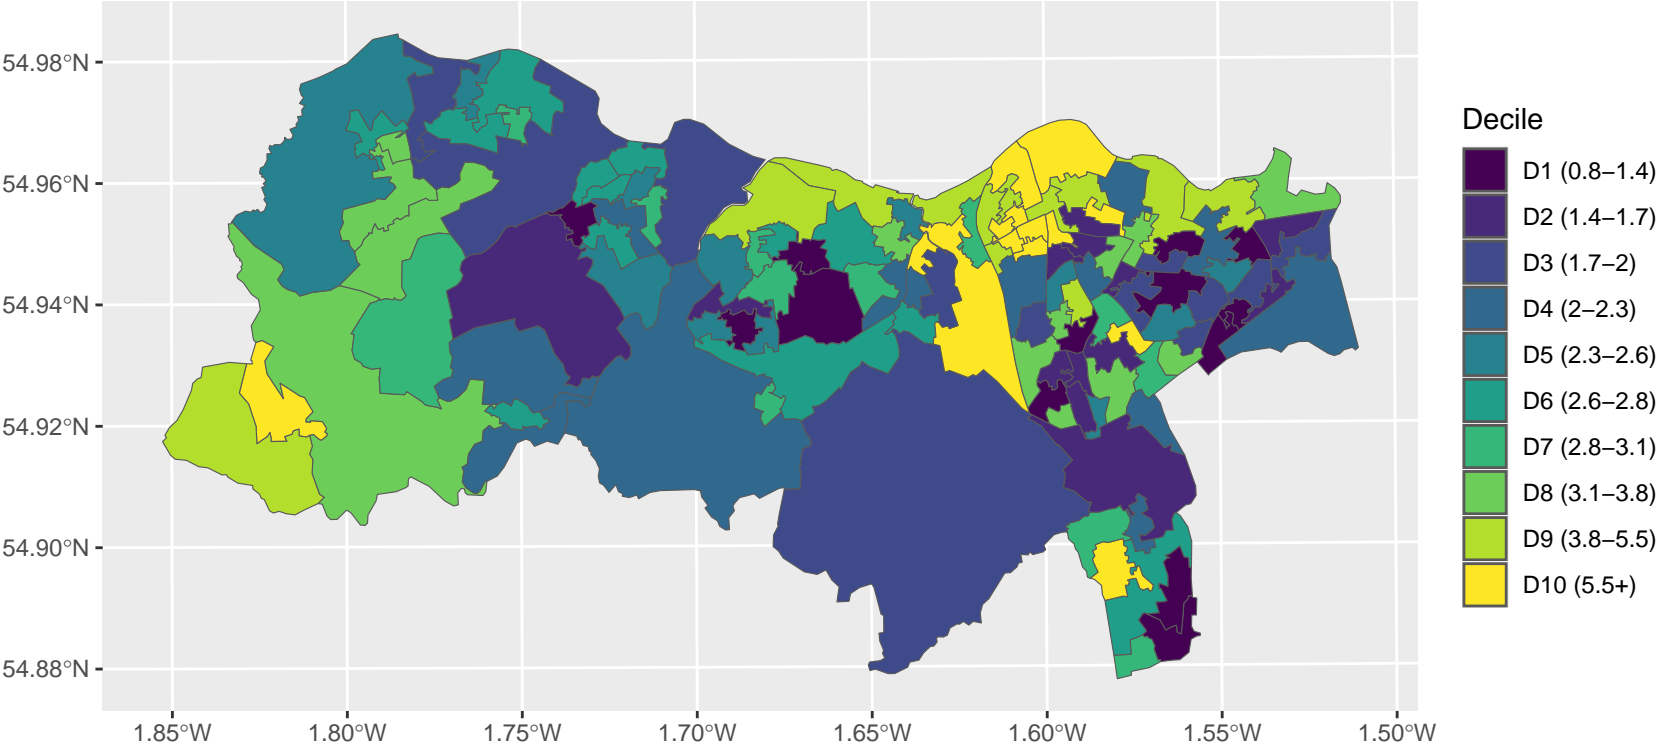 54.98°N
54.96°N
54.94°N
54.92°N
54.90°N
54.88°N
1.85°W 1.80°W 1.75°W 1.70°W 1.65°W 1.60°W 1.55°W 1.50°W
Decile
D1 (0.8–1.4)
D2 (1.4–1.7)
D3 (1.7–2)
D4 (2–2.3)
D5 (2.3–2.6)
D6 (2.6–2.8)
D7 (2.8–3.1)
D8 (3.1–3.8)
D9 (3.8–5.5)
D10 (5.5+)